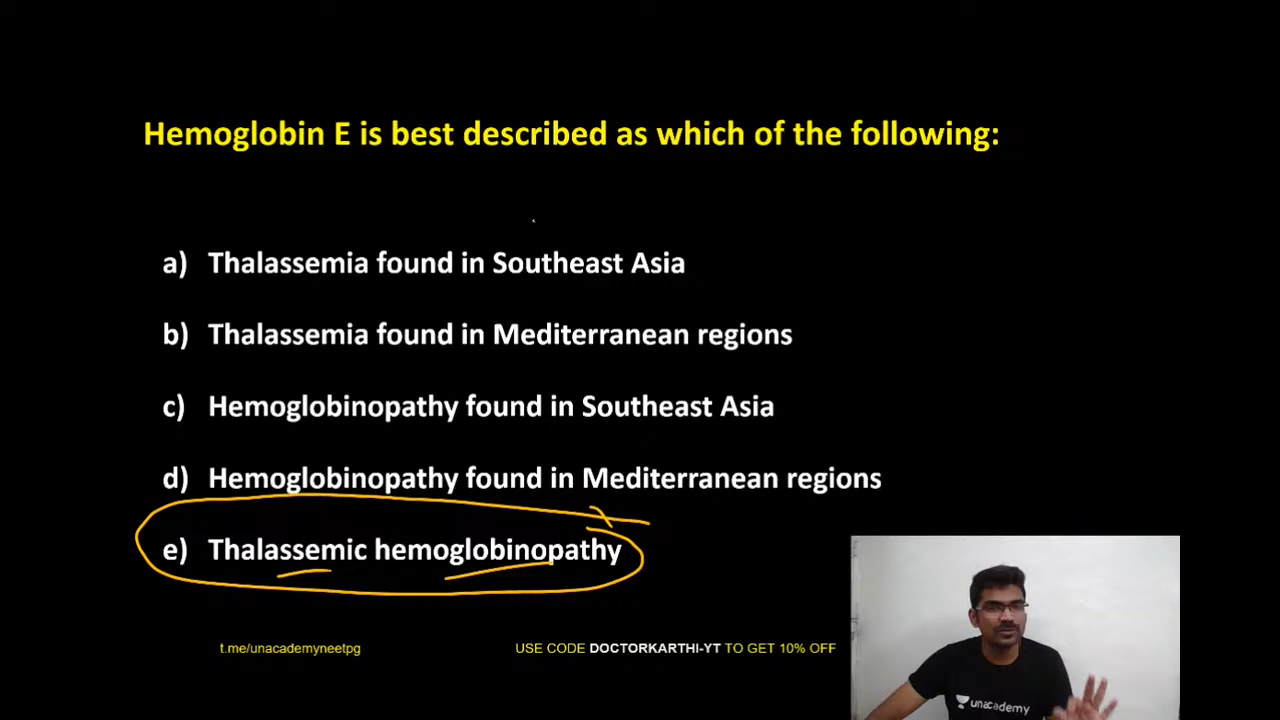 Hemoglobin E is best described as which of the following:
a) Thalassemia found in Southeast Asia
b) Thalassemia found in Mediterranean regions
c) Hemoglobinopathy found in Southeast Asia
d) Hemoglobinopathy found in Mediterranean regions
e) Thalassemic hemoglobinopathy
t.me/unacademyneetpg
USE CODE DOCTORKARTHI-YT TO GET 10% OFF
unacademy